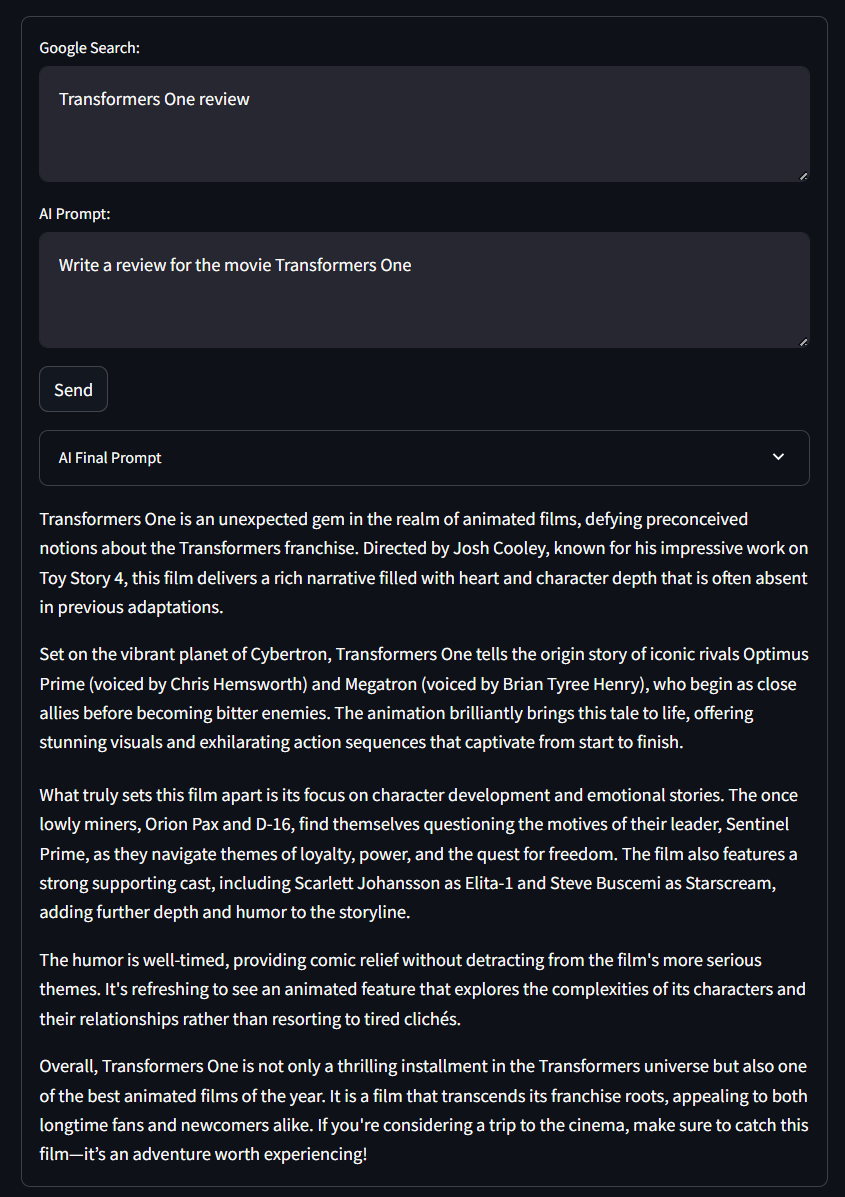 Google Search:
Transformers One review
AI Prompt:
Write a review for the movie Transformers One
Send
AI Final Prompt
Transformers One is an unexpected gem in the realm of animated films, defying preconceived
notions about the Transformers franchise. Directed by Josh Cooley, known for his impressive work on
Toy Story 4, this film delivers a rich narrative filled with heart and character depth that is often absent
in previous adaptations.
Set on the vibrant planet of Cybertron, Transformers One tells the origin story of iconic rivals Optimus
Prime (voiced by Chris Hemsworth) and Megatron (voiced by Brian Tyree Henry), who begin as close
allies before becoming bitter enemies. The animation brilliantly brings this tale to life, offering
stunning visuals and exhilarating action sequences that captivate from start to finish.
What truly sets this film apart is its focus on character development and emotional stories. The once
lowly miners, Orion Pax and D-16, find themselves questioning the motives of their leader, Sentinel
Prime, as they navigate themes of loyalty, power, and the quest for freedom. The film also features a
strong supporting cast, including Scarlett Johansson as Elita-1 and Steve Buscemi as Starscream,
adding further depth and humor to the storyline.
The humor is well-timed, providing comic relief without detracting from the film's more serious
themes. It's refreshing to see an animated feature that explores the complexities of its characters and
their relationships rather than resorting to tired clichés.
Overall, Transformers One is not only a thrilling installment in the Transformers universe but also one
of the best animated films of the year. It is a film that transcends its franchise roots, appealing to both
longtime fans and newcomers alike. If you're considering a trip to the cinema, make sure to catch this
film—it’s an adventure worth experiencing!